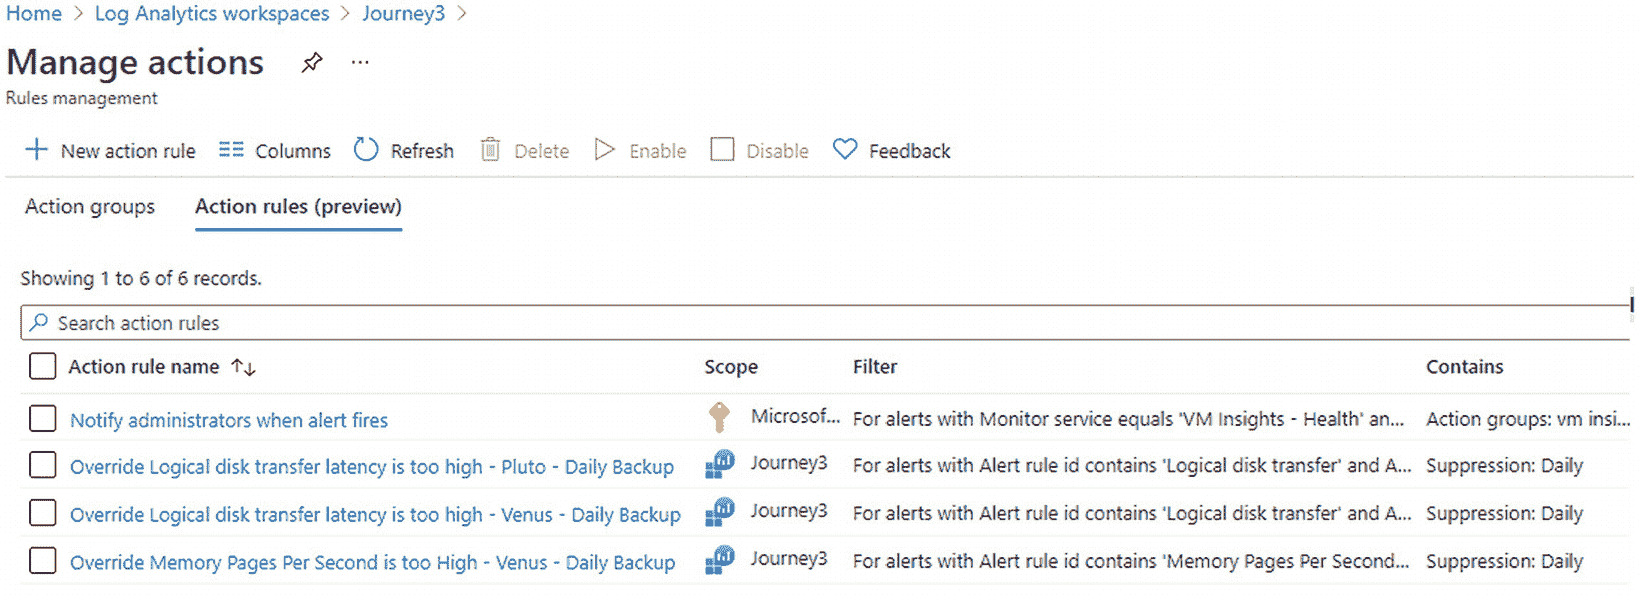 Home > Log Analytics workspaces > Journey3 >
Manage actions ...
Rules management
New action rule Columns Refresh Delete Enable Disable Feedback
Action groups Action rules (preview)
Showing 1 to 6 of 6 records.
Search action rules
Action rule name ↑↓ Scope Filter Contains
Notify administrators when alert fires Microsof... For alerts with Monitor service equals 'VM Insights - Health' an... Action groups: vm insi...
Override Logical disk transfer latency is too high - Pluto - Daily Backup Journey3 For alerts with Alert rule id contains 'Logical disk transfer' and A... Suppression: Daily
Override Logical disk transfer latency is too high - Venus - Daily Backup Journey3 For alerts with Alert rule id contains 'Logical disk transfer' and A... Suppression: Daily
Override Memory Pages Per Second is too High - Venus - Daily Backup Journey3 For alerts with Alert rule id contains 'Memory Pages Per Second... Suppression: Daily